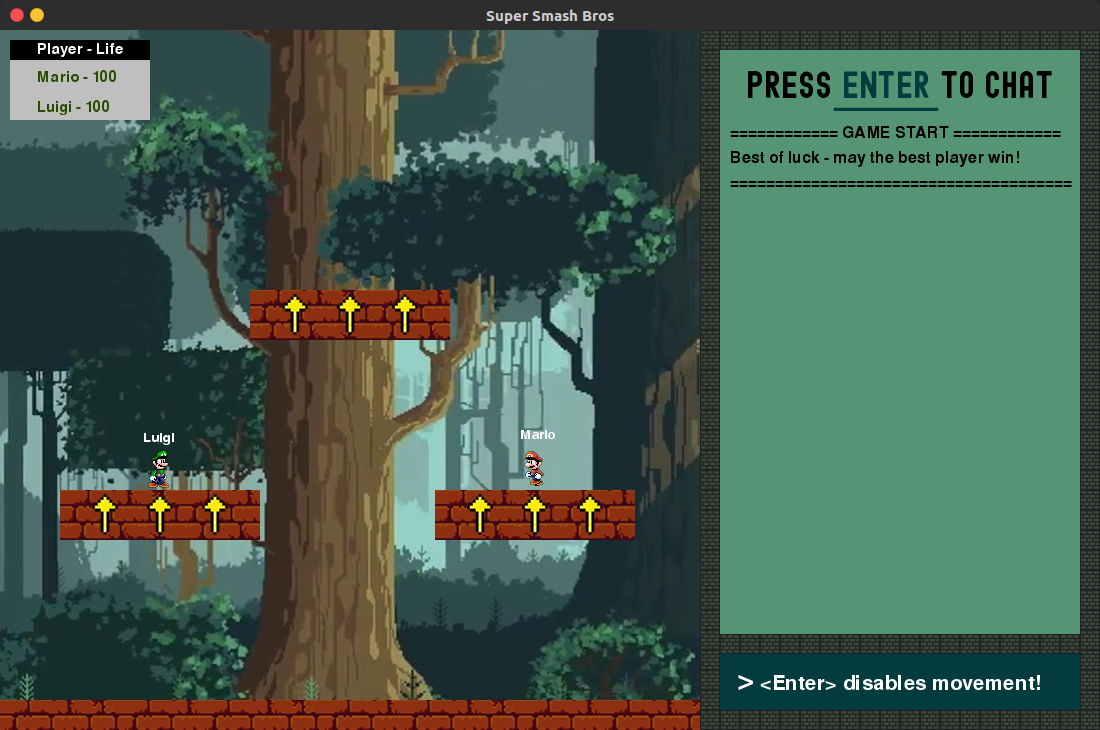 Super Smash Bros
Player - Life
Mario - 100
Luigi - 100
Luigi
Mario
PRESS ENTER TO CHAT
============ GAME START ============
Best of luck - may the best player win!
======================================
> <Enter> disables movement!